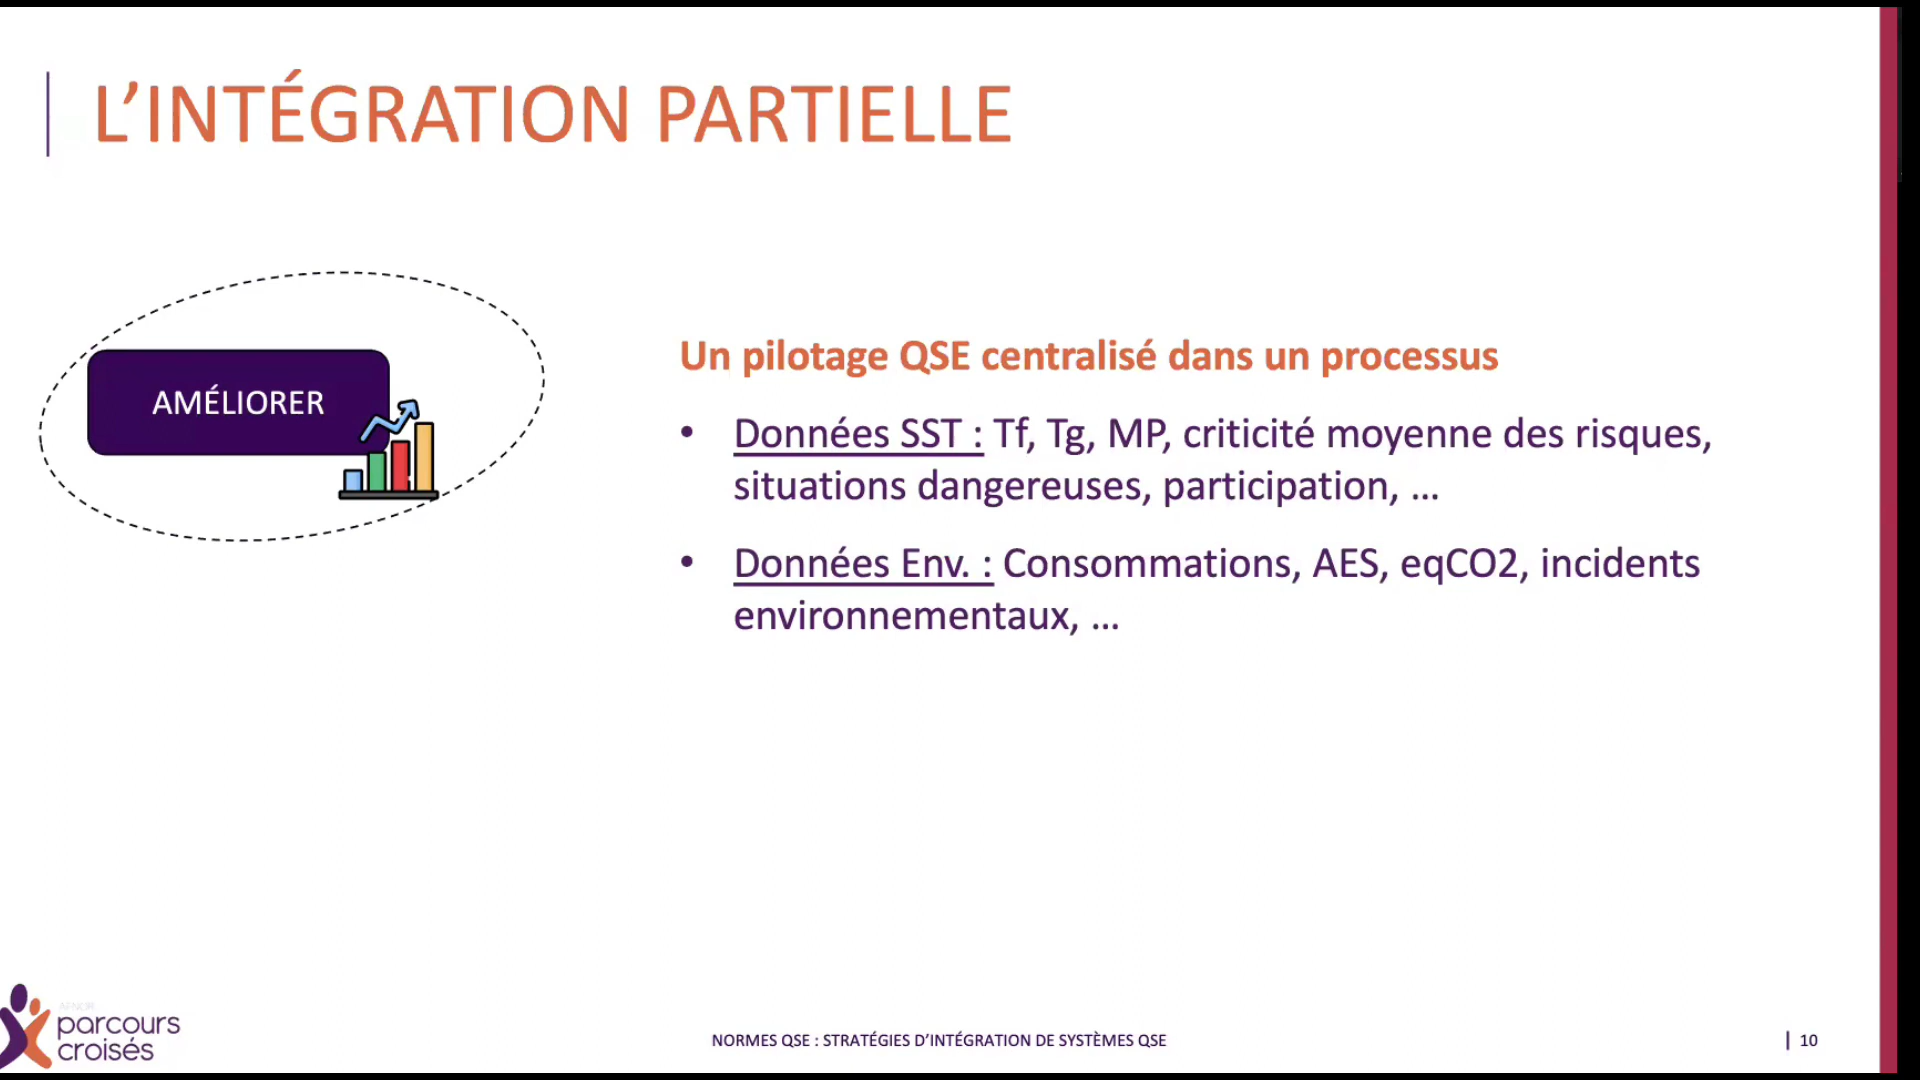 L’INTÉGRATION PARTIELLE
AMÉLIORER
Un pilotage QSE centralisé dans un processus
• Données SST : Tf, Tg, MP, criticité moyenne des risques,
situations dangereuses, participation, ...
• Données Env. : Consommations, AES, eqCO2, incidents
environnementaux, ...
AFNOR
parcours
croisés
NORMES QSE : STRATÉGIES D’INTÉGRATION DE SYSTÈMES QSE
| 10